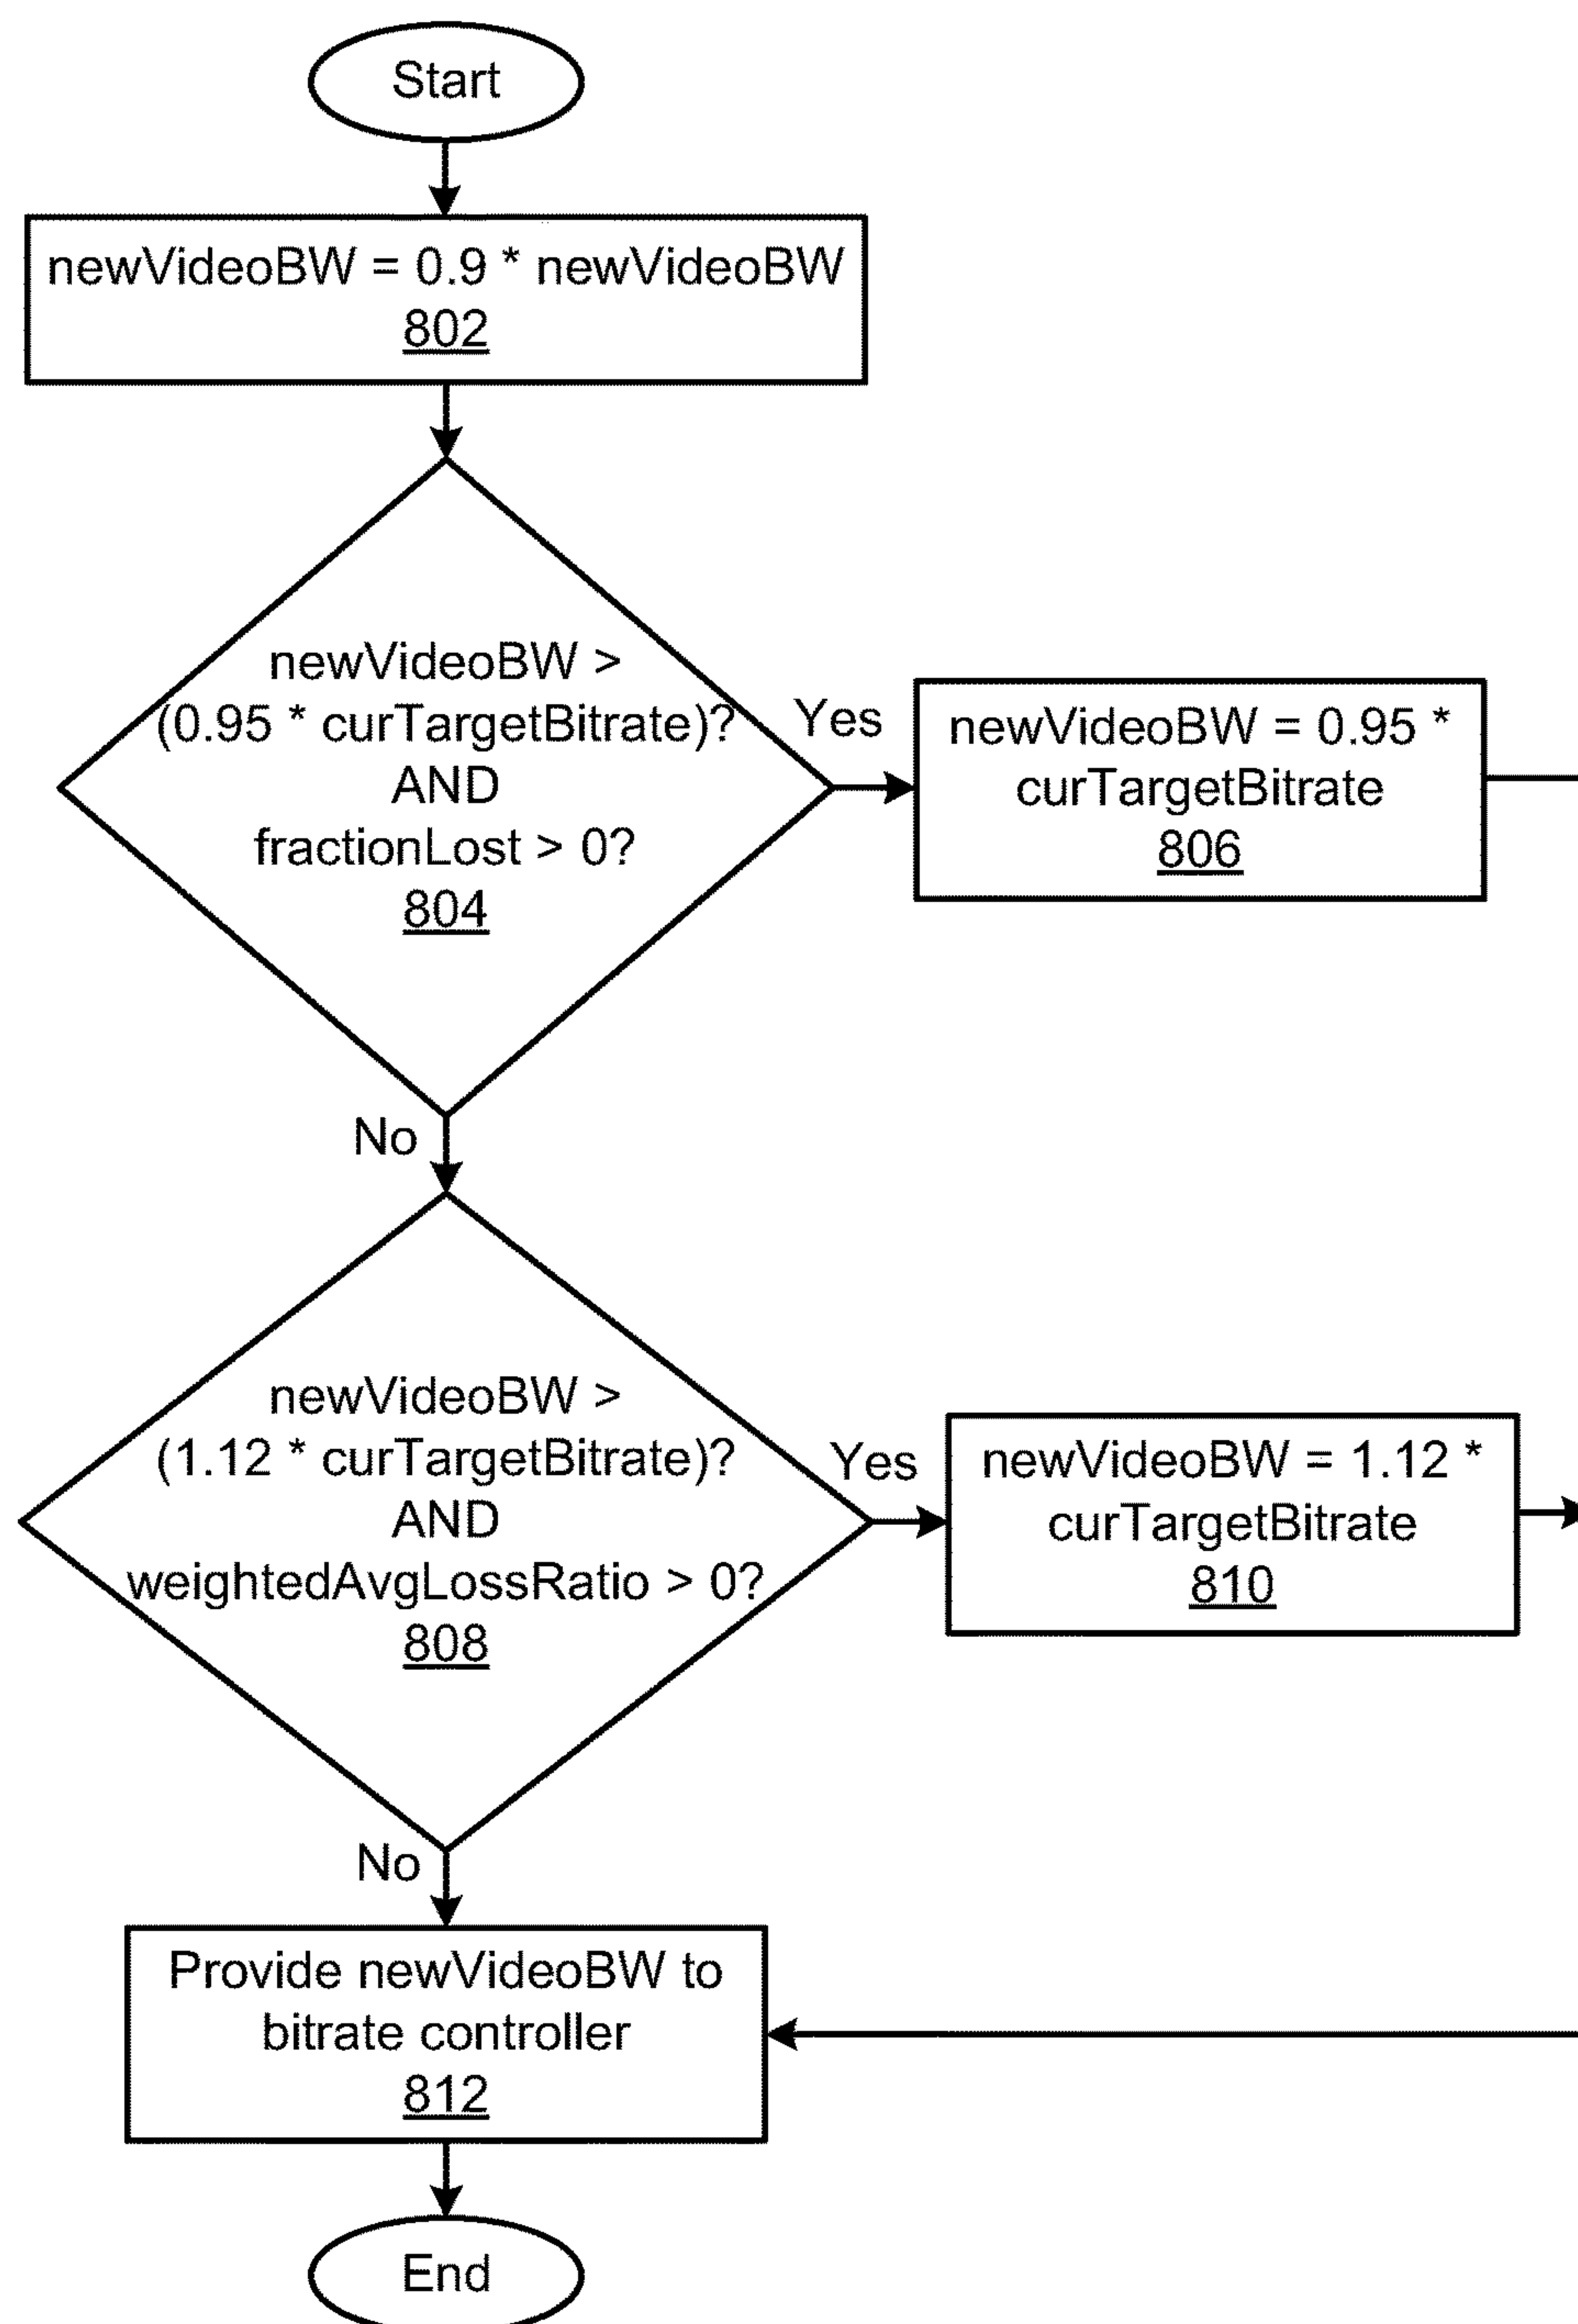 Start
newVideoBW = 0.9 * newVideoBW
802
newVideoBW >
(0.95 * curTargetBitrate)?
AND
fractionLost > 0?
804
Yes
newVideoBW = 0.95 *
curTargetBitrate
806
No
newVideoBW >
(1.12 * curTargetBitrate)?
AND
weightedAvgLossRatio > 0?
808
Yes
newVideoBW = 1.12 *
curTargetBitrate
810
No
Provide newVideoBW to
bitrate controller
812
End